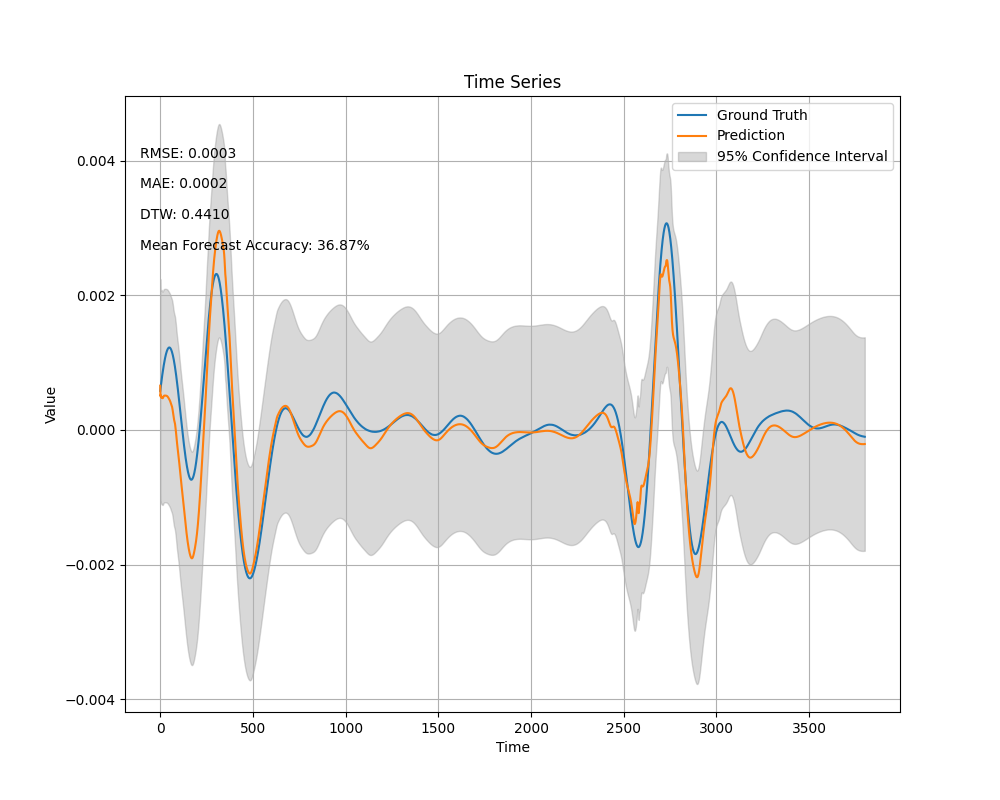 Time Series
Ground Truth
Prediction
95% Confidence Interval
RMSE: 0.0003
MAE: 0.0002
DTW: 0.4410
Mean Forecast Accuracy: 36.87%
Value
0.004
0.002
0.000
−0.002
−0.004
0 500 1000 1500 2000 2500 3000 3500
Time